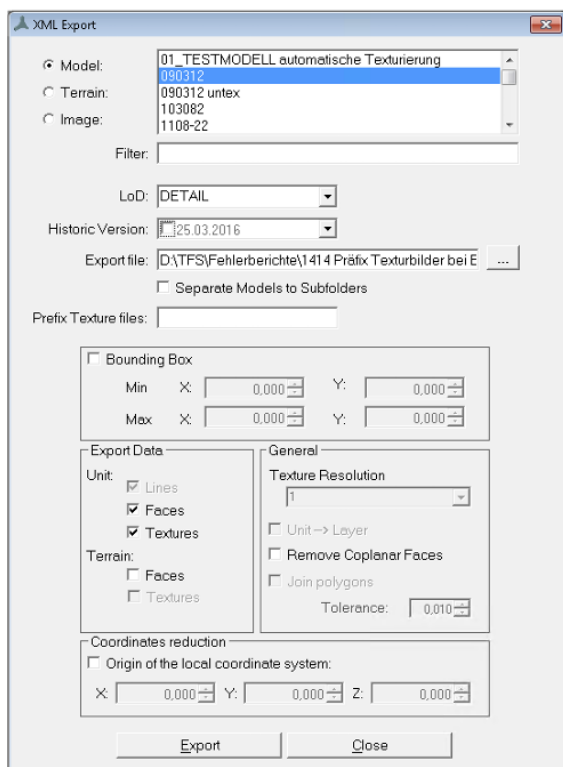 XML Export
Model:
Terrain:
Image:
01_TESTMODELL automatische Texturierung
090312
090312 untex
103082
1108-22
Filter:
LoD: DETAIL
Historic Version: 25.03.2016
Export file: D:\TFS\Fehlerberichte\1414 Präfix Texturbilder bei E ...
Separate Models to Subfolders
Prefix Texture files:
Bounding Box
Min X: 0,000 Y: 0,000
Max X: 0,000 Y: 0,000
Export Data
Unit:
Lines
Faces
Textures
Terrain:
Faces
Textures
General
Texture Resolution
1
Unit -> Layer
Remove Coplanar Faces
Join polygons
Tolerance: 0,010
Coordinates reduction
Origin of the local coordinate system:
X: 0,000 Y: 0,000 Z: 0,000
Export Close